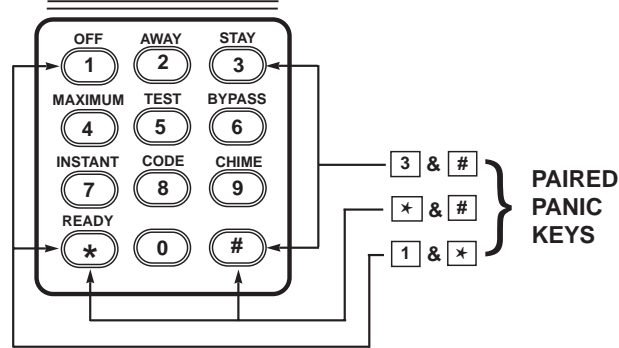 OFF AWAY STAY
1 2 3
MAXIMUM TEST BYPASS
4 5 6
INSTANT CODE CHIME
7 8 9
READY
* 0 #
3 & #
* & #
1 & *
PAIRED
PANIC
KEYS